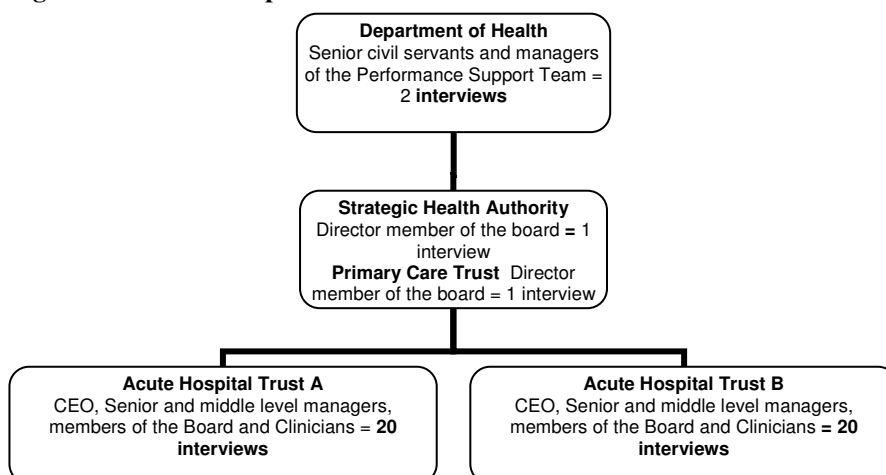 Department of Health
Senior civil servants and managers
of the Performance Support Team =
2 interviews
Strategic Health Authority
Director member of the board = 1
interview
Primary Care Trust Director
member of the board = 1 interview
Acute Hospital Trust A
CEO, Senior and middle level managers,
members of the Board and Clinicians = 20
interviews
Acute Hospital Trust B
CEO, Senior and middle level managers,
members of the Board and Clinicians = 20
interviews